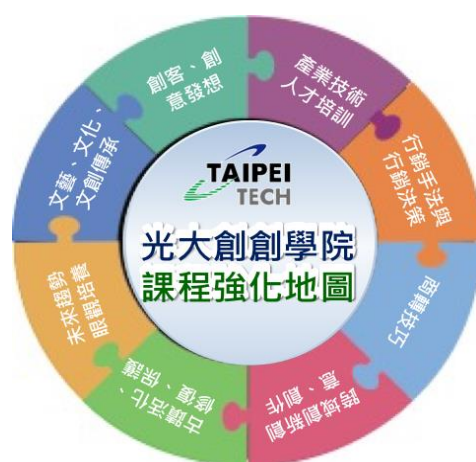 TAIPEI
TECH
光大創創學院
課程強化地圖
產業技術
人才培訓
行銷手法與
行銷決策
商轉技巧
跨域創新創
意、創作
古蹟活化、
修復、保護
未來趨勢
眼觀培養
文藝、文化、
文創傳承
創客、創
意發想